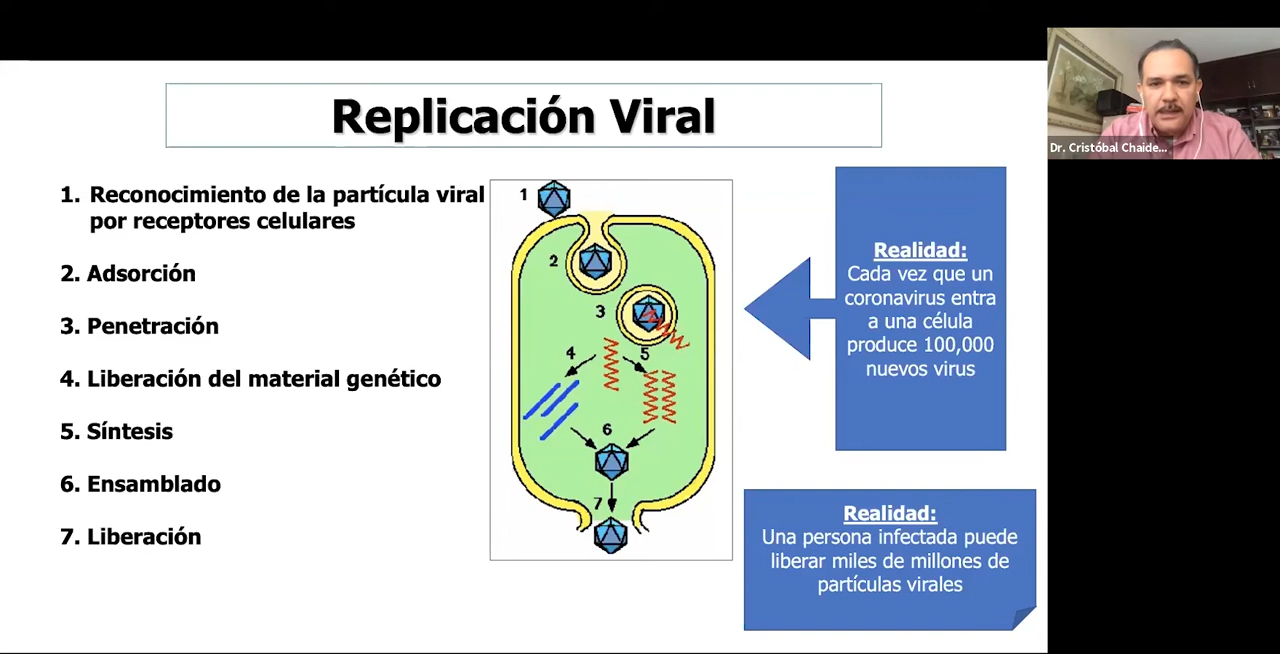 Replicación Viral
Dr. Cristóbal Chaide...
1. Reconocimiento de la partícula viral
por receptores celulares
2. Adsorción
3. Penetración
4. Liberación del material genético
5. Síntesis
6. Ensamblado
7. Liberación
1
2
3
4
5
6
7
Realidad:
Cada vez que un
coronavirus entra
a una célula
produce 100,000
nuevos virus
Realidad:
Una persona infectada puede
liberar miles de millones de
partículas virales